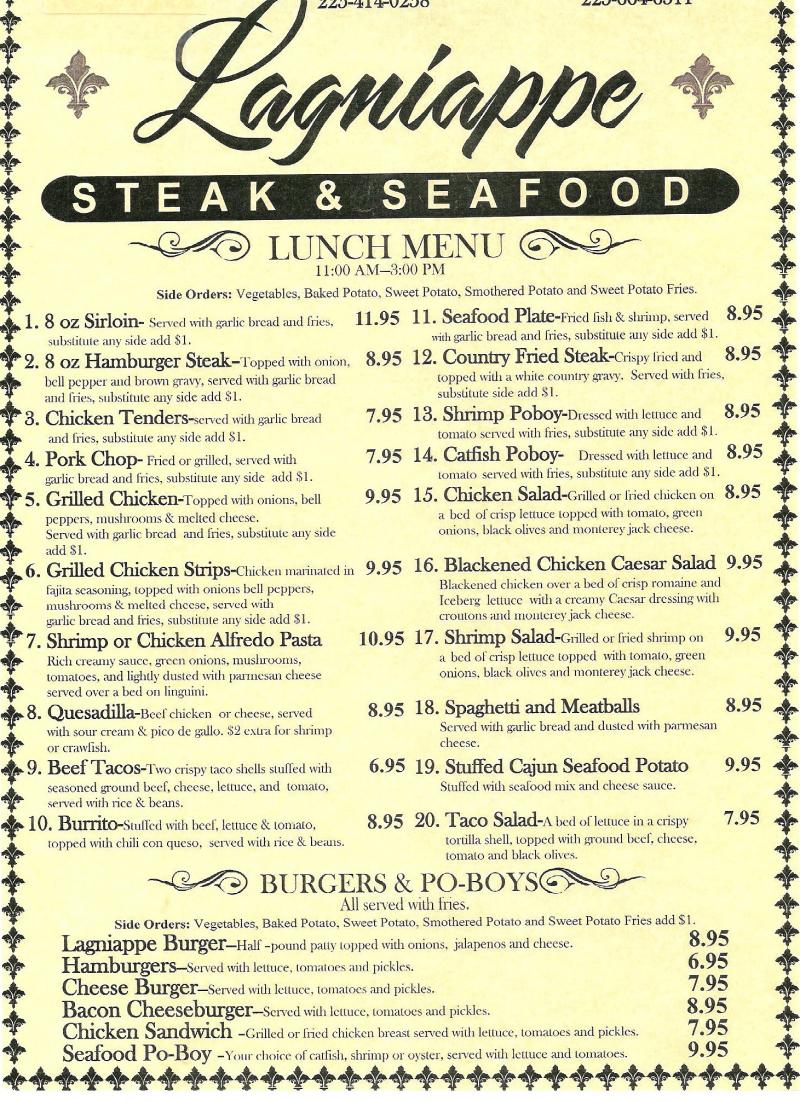 Lagniappe
STEAK & SEAFOOD
LUNCH MENU
11:00 AM–3:00 PM
Side Orders: Vegetables, Baked Potato, Sweet Potato, Smothered Potato and Sweet Potato Fries.
1. 8 oz Sirloin- Served with garlic bread and fries, 11.95
substitute any side add $1.
2. 8 oz Hamburger Steak–Topped with onion, 8.95
bell pepper and brown gravy, served with garlic bread
and fries, substitute any side add $1.
3. Chicken Tenders-served with garlic bread 7.95
and fries, substitute any side add $1.
4. Pork Chop- Fried or grilled, served with 7.95
garlic bread and fries, substitute any side add $1.
5. Grilled Chicken-Topped with onions, bell 9.95
peppers, mushrooms & melted cheese.
Served with garlic bread and fries, substitute any side
add $1.
6. Grilled Chicken Strips-Chicken marinated in 9.95
fajita seasoning, topped with onions bell peppers,
mushrooms & melted cheese, served with
garlic bread and fries, substitute any side add $1.
7. Shrimp or Chicken Alfredo Pasta 10.95
Rich creamy sauce, green onions, mushrooms,
tomatoes, and lightly dusted with parmesan cheese
served over a bed on linguini.
8. Quesadilla-Beef chicken or cheese, served 8.95
with sour cream & pico de gallo. $2 extra for shrimp
or crawfish.
9. Beef Tacos-Two crispy taco shells stuffed with 6.95
seasoned ground beef, cheese, lettuce, and tomato,
served with rice & beans.
10. Burrito-Stuffed with beef, lettuce & tomato, 8.95
topped with chili con queso, served with rice & beans.
11. Seafood Plate-Fried fish & shrimp, served 8.95
with garlic bread and fries, substitute any side add $1.
12. Country Fried Steak-Crispy fried and 8.95
topped with a white country gravy. Served with fries,
substitute side add $1.
13. Shrimp Poboy-Dressed with lettuce and 8.95
tomato served with fries, substitute any side add $1.
14. Catfish Poboy- Dressed with lettuce and 8.95
tomato served with fries, substitute any side add $1.
15. Chicken Salad-Grilled or fried chicken on 8.95
a bed of crisp lettuce topped with tomato, green
onions, black olives and monterey jack cheese.
16. Blackened Chicken Caesar Salad 9.95
Blackened chicken over a bed of crisp romaine and
Iceberg lettuce with a creamy Caesar dressing with
croutons and monterey jack cheese.
17. Shrimp Salad-Grilled or fried shrimp on 9.95
a bed of crisp lettuce topped with tomato, green
onions, black olives and monterey jack cheese.
18. Spaghetti and Meatballs 8.95
Served with garlic bread and dusted with parmesan
cheese.
19. Stuffed Cajun Seafood Potato 9.95
Stuffed with seafood mix and cheese sauce.
20. Taco Salad-A bed of lettuce in a crispy 7.95
tortilla shell, topped with ground beef, cheese,
tomato and black olives.
BURGERS & PO-BOYS
All served with fries.
Side Orders: Vegetables, Baked Potato, Sweet Potato, Smothered Potato and Sweet Potato Fries add $1.
Lagniappe Burger–Half –pound patty topped with onions, jalapenos and cheese. 8.95
Hamburgers–Served with lettuce, tomatoes and pickles. 6.95
Cheese Burger–Served with lettuce, tomatoes and pickles. 7.95
Bacon Cheeseburger–Served with lettuce, tomatoes and pickles. 8.95
Chicken Sandwich –Grilled or fried chicken breast served with lettuce, tomatoes and pickles. 7.95
Seafood Po-Boy –Your choice of catfish, shrimp or oyster, served with lettuce and tomatoes. 9.95